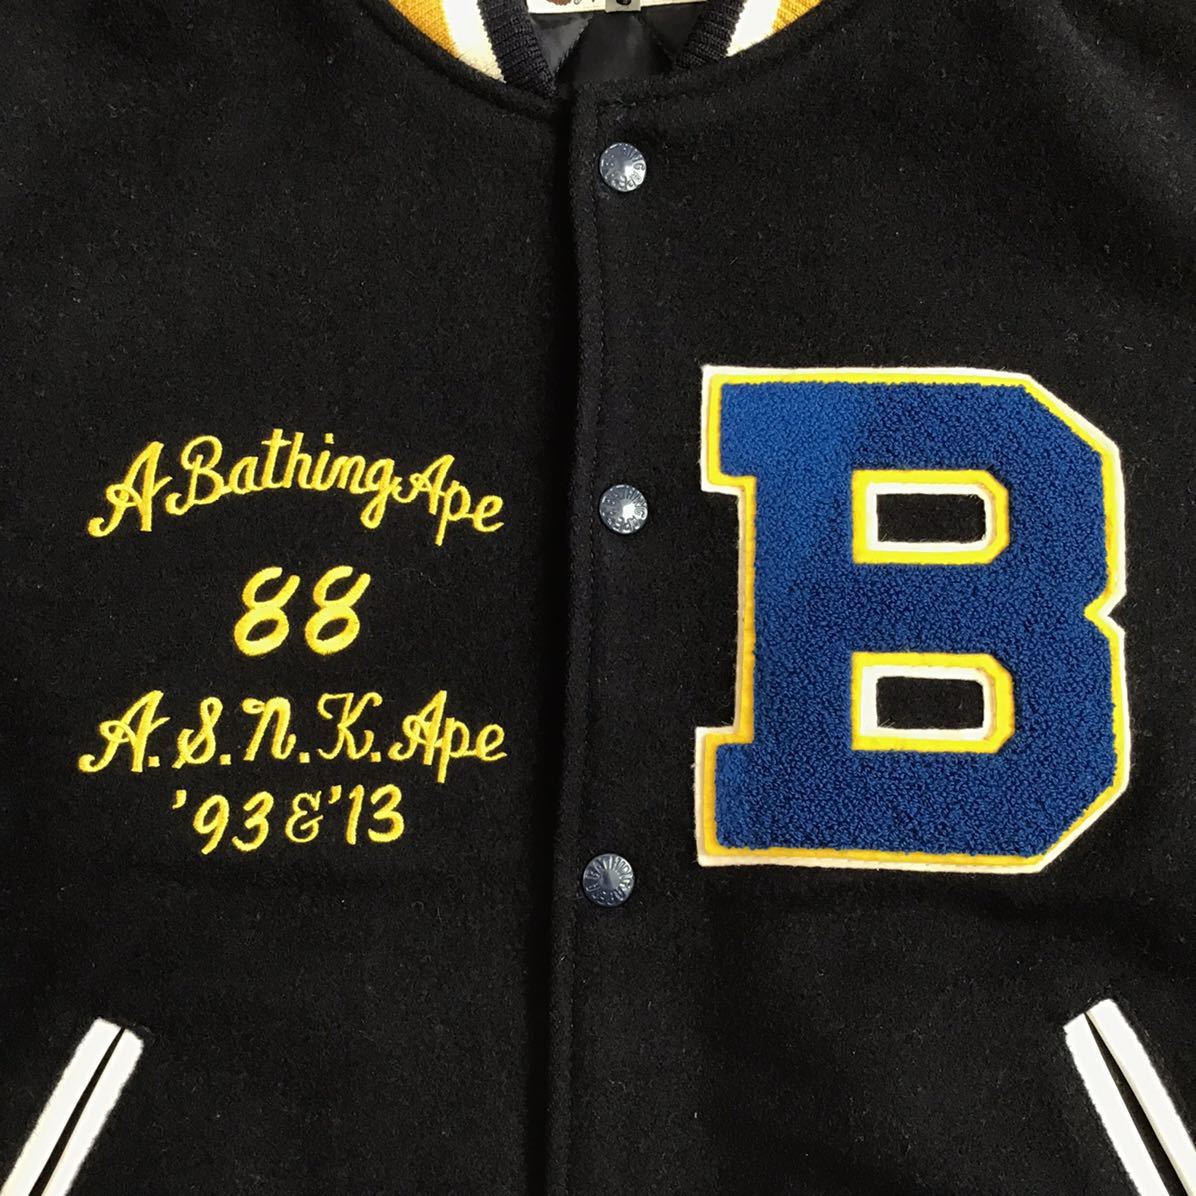 A Bathing Ape
88
A.S.N.K. Ape
'93 & '13
B